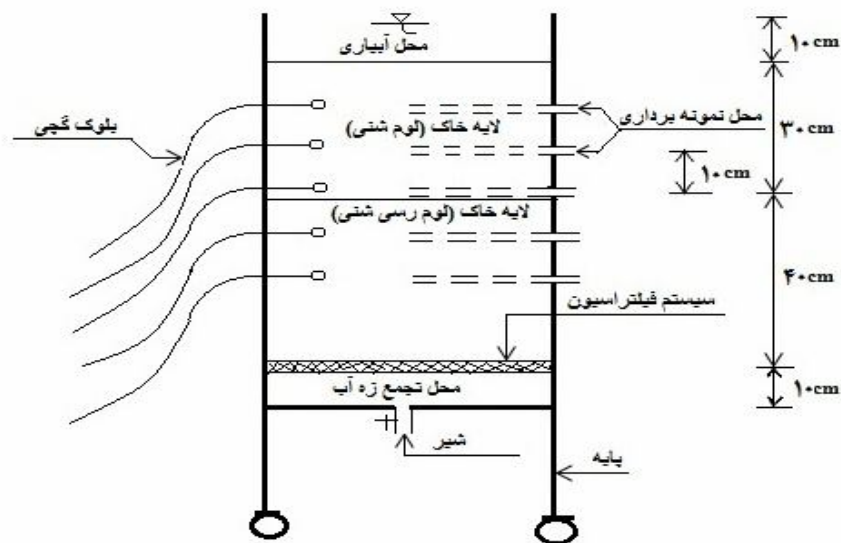 محل آبیاری
۱۰cm
بلوک گچی
لایه خاک (لوم شنی)
محل نمونه برداری
۳۰cm
۱۰cm
لایه خاک (لوم رسی شنی)
سیستم فیلتراسیون
۴۰cm
محل تجمع زه آب
۱۰cm
شیر
پایه